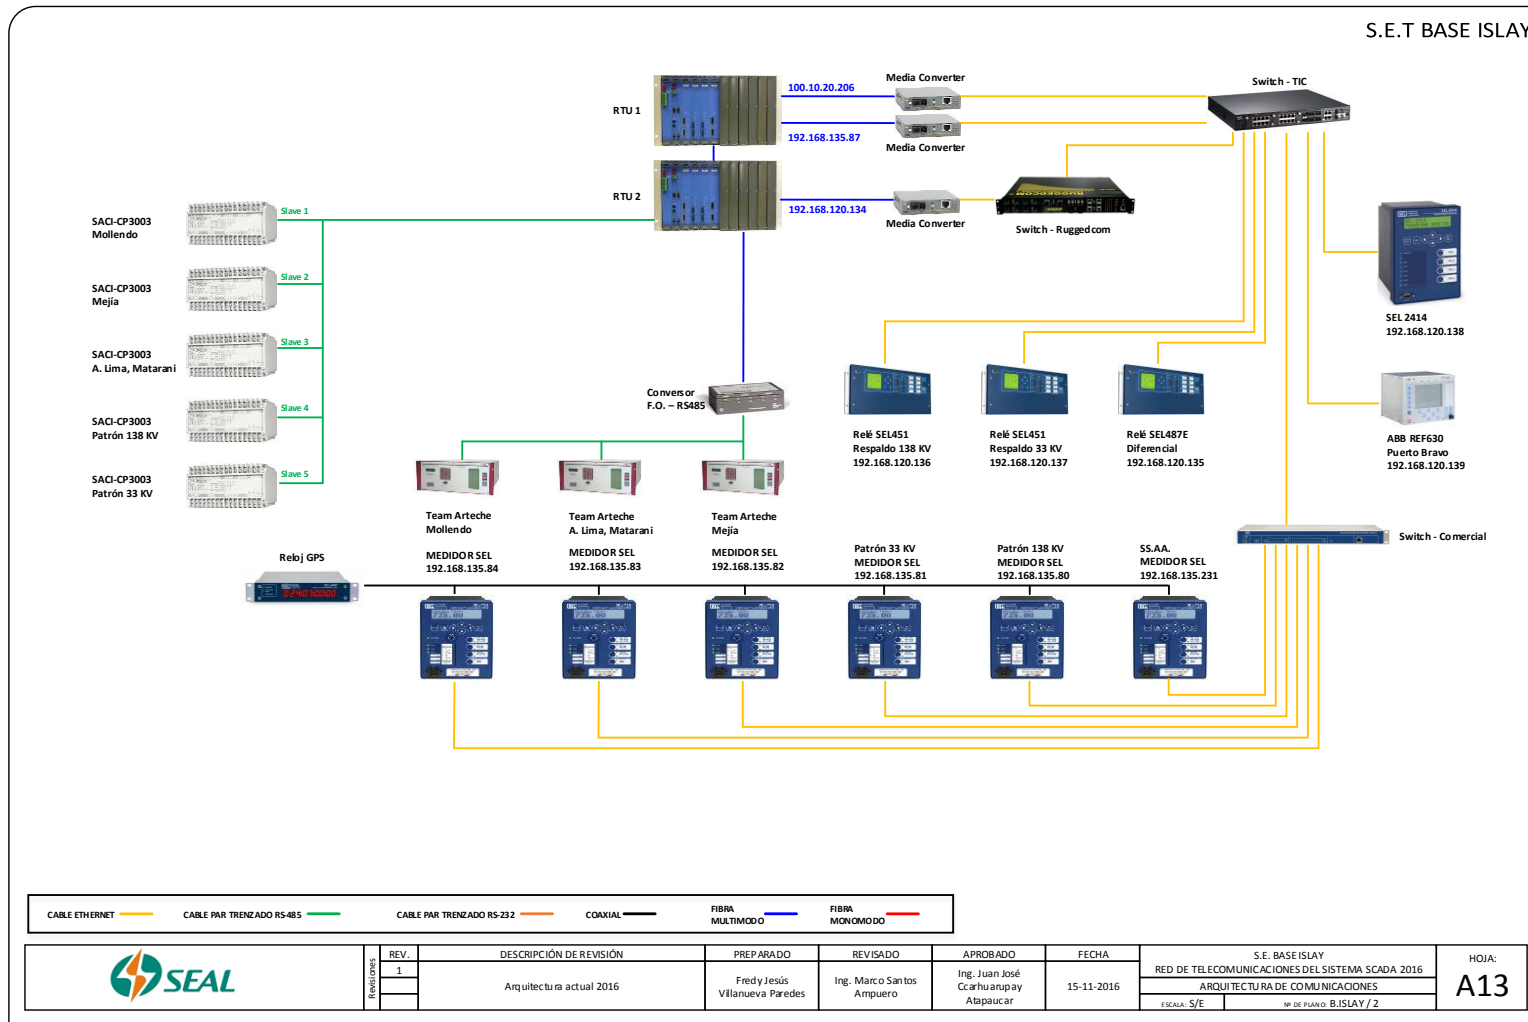 S.E.T BASE ISLAY
Media Converter
Switch - TIC
100.10.20.206
RTU 1
192.168.135.87
Media Converter
RTU 2
192.168.120.134
Media Converter
RUGGEDCOM
Switch - Ruggedcom
SACI-CP3003
Mollendo
Slave 1
SACI-CP3003
Mejía
Slave 2
SACI-CP3003
A. Lima, Matarani
Slave 3
SACI-CP3003
Patrón 138 KV
Slave 4
SACI-CP3003
Patrón 33 KV
Slave 5
SEL 2414
192.168.120.138
Conversor
F.O. – RS485
Relé SEL451
Respaldo 138 KV
192.168.120.136
Relé SEL451
Respaldo 33 KV
192.168.120.137
Relé SEL487E
Diferencial
192.168.120.135
ABB REF630
Puerto Bravo
192.168.120.139
Team Arteche
Mollendo
Team Arteche
A. Lima, Matarani
Team Arteche
Mejía
Switch - Comercial
Reloj GPS
MEDIDOR SEL
192.168.135.84
MEDIDOR SEL
192.168.135.83
MEDIDOR SEL
192.168.135.82
Patrón 33 KV
MEDIDOR SEL
192.168.135.81
Patrón 138 KV
MEDIDOR SEL
192.168.135.80
SS.AA.
MEDIDOR SEL
192.168.135.231
CABLE ETHERNET
CABLE PAR TRENZADO RS-485
CABLE PAR TRENZADO RS-232
COAXIAL
FIBRA
MULTIMODO
FIBRA
MONOMODO
SEAL
Revisiones
REV.
1
DESCRIPCIÓN DE REVISIÓN
Arquitectura actual 2016
PREPARADO
Fredy Jesús
Villanueva Paredes
REVISADO
Ing. Marco Santos
Ampuero
APROBADO
Ing. Juan José
Ccarhuarupay
Atapaucar
FECHA
15-11-2016
S.E. BASE ISLAY
RED DE TELECOMUNICACIONES DEL SISTEMA SCADA 2016
ARQUITECTURA DE COMUNICACIONES
ESCALA: S/E
Nº DE PLANO: B.ISLAY / 2
HOJA:
A13